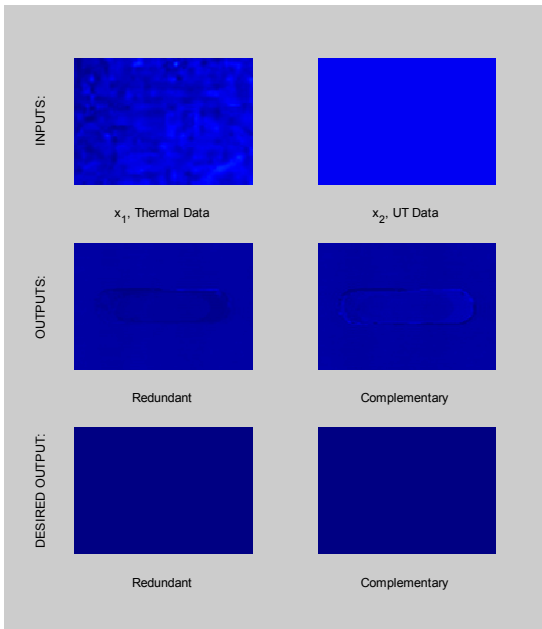 INPUTS:
x1, Thermal Data
x2, UT Data
OUTPUTS:
Redundant
Complementary
DESIRED OUTPUT:
Redundant
Complementary